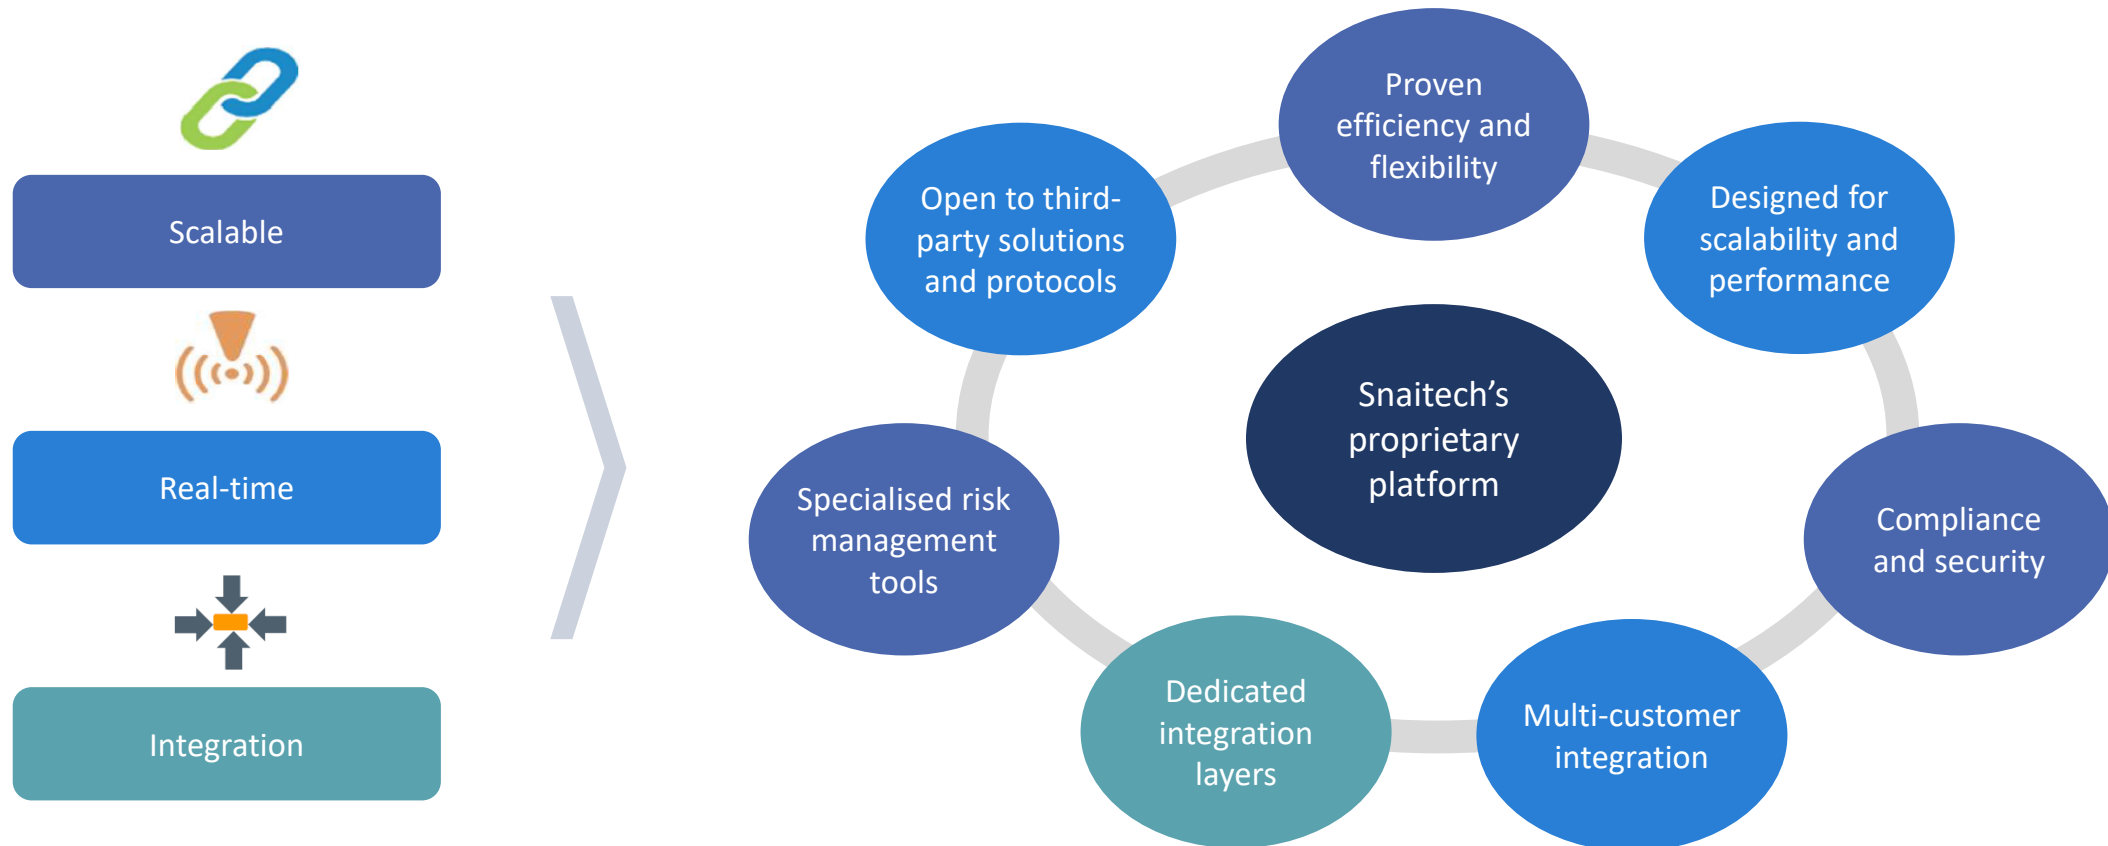 Scalable
Real-time
Integration
Proven
efficiency and
flexibility
Open to third-
party solutions
and protocols
Designed for
scalability and
performance
Snaitech’s
proprietary
platform
Specialised risk
management
tools
Compliance
and security
Dedicated
integration
layers
Multi-customer
integration